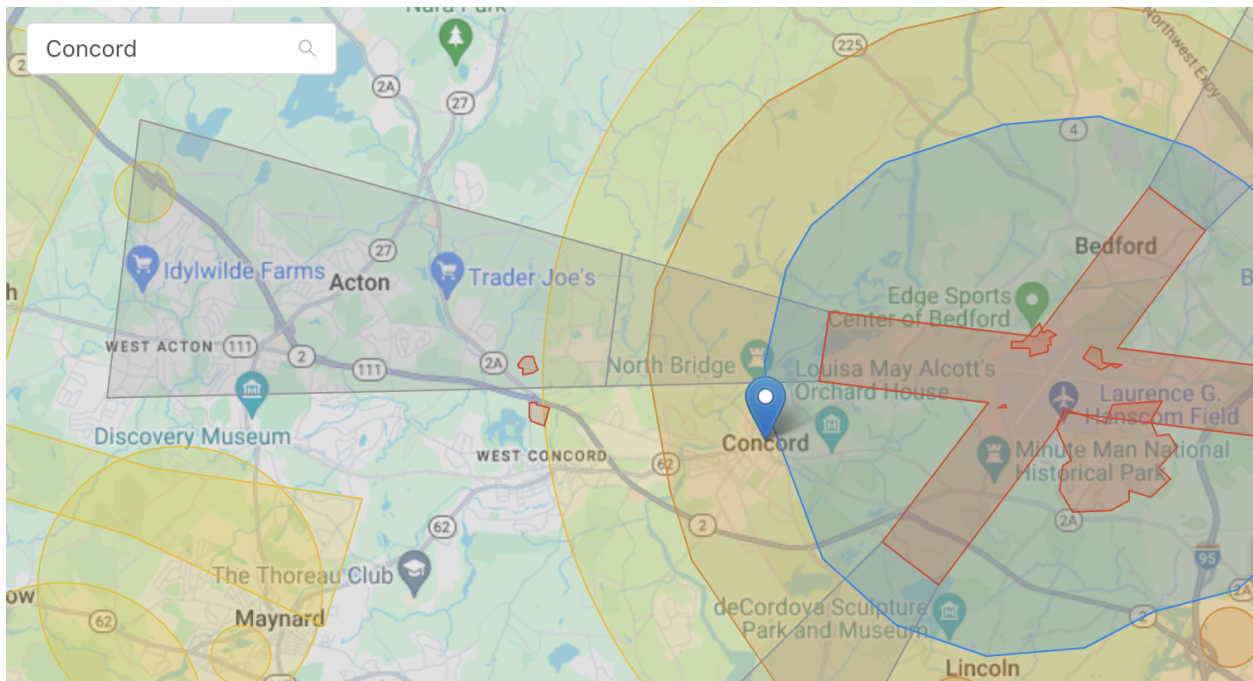 Nara Park
Concord
2
225
Northwest Expy
2A
27
4
27
Bedford
Idylwilde Farms
Acton
Trader Joe's
B
h
Edge Sports
Center of Bedford
WEST ACTON
111
2
2A
111
North Bridge
Louisa May Alcott's
Orchard House
Laurence G.
Hanscom Field
Discovery Museum
Concord
WEST CONCORD
62
Minute Man National
Historical Park
62
2
2A
95
The Thoreau Club
ow
62
Maynard
deCordova Sculpture
Park and Museum
2
2A
Lincoln